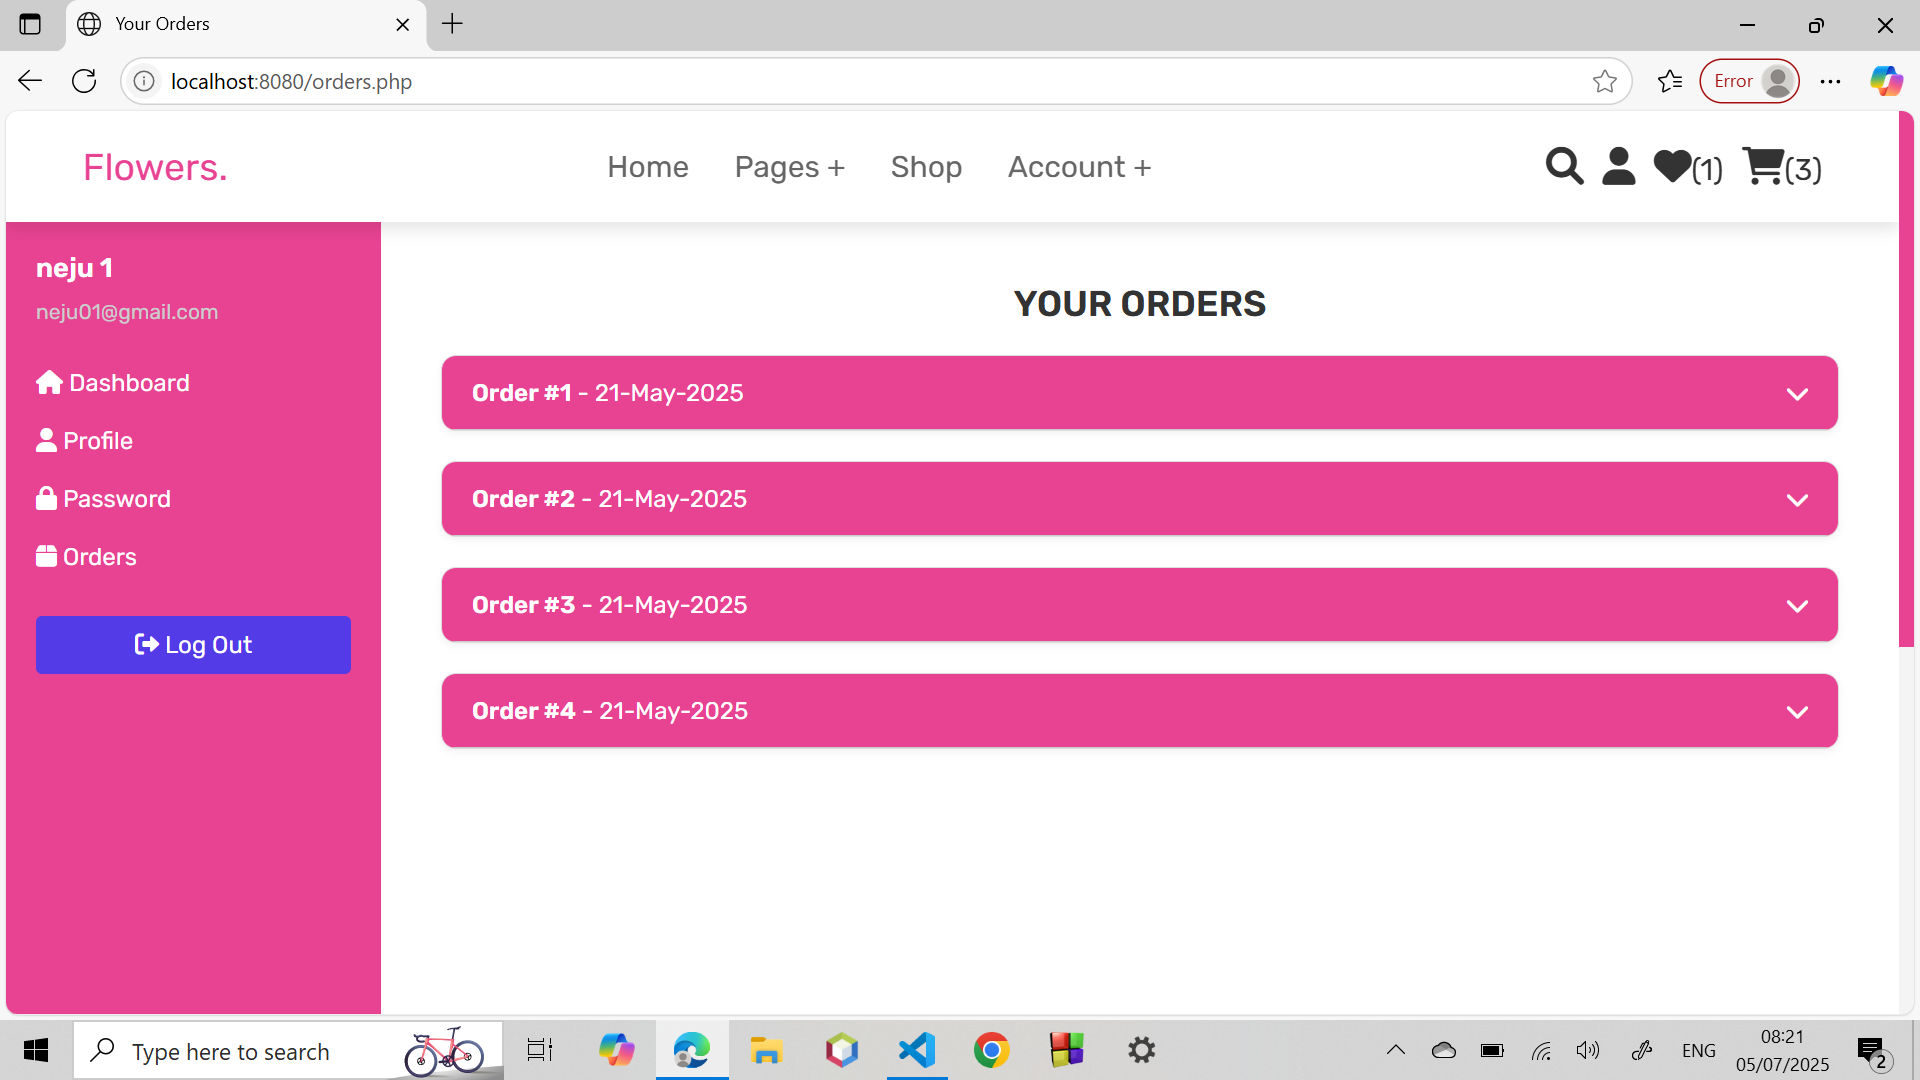 Your Orders
localhost:8080/orders.php
Error
Flowers.
Home Pages + Shop Account +
(1) (3)
neju 1
neju01@gmail.com
Dashboard
Profile
Password
Orders
Log Out
YOUR ORDERS
Order #1 - 21-May-2025
Order #2 - 21-May-2025
Order #3 - 21-May-2025
Order #4 - 21-May-2025
Type here to search
ENG
08:21
05/07/2025
2